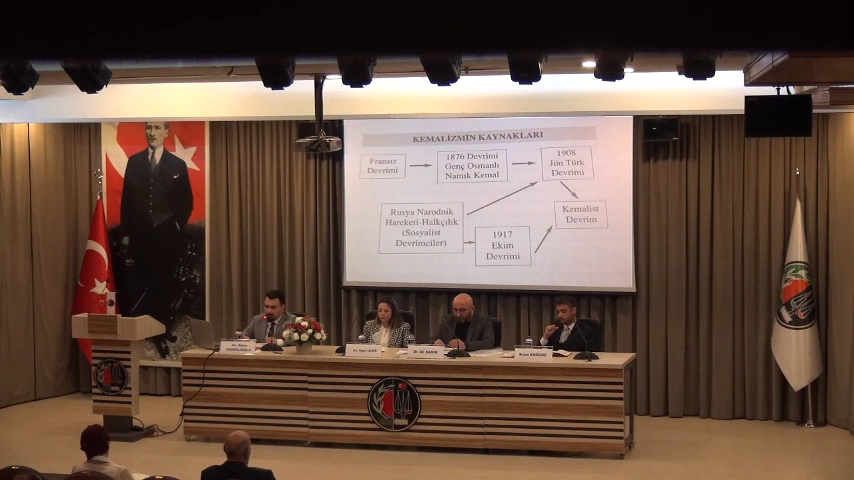 KEMALİZMİN KAYNAKLARI
Fransız
Devrimi
1876 Devrimi
Genç Osmanlı
Namık Kemal
1908
Jön Türk
Devrimi
Rusya Narodnik
Hareketi-Halkçılık
(Sosyalist
Devrimciler)
1917
Ekim
Devrimi
Kemalist
Devrim